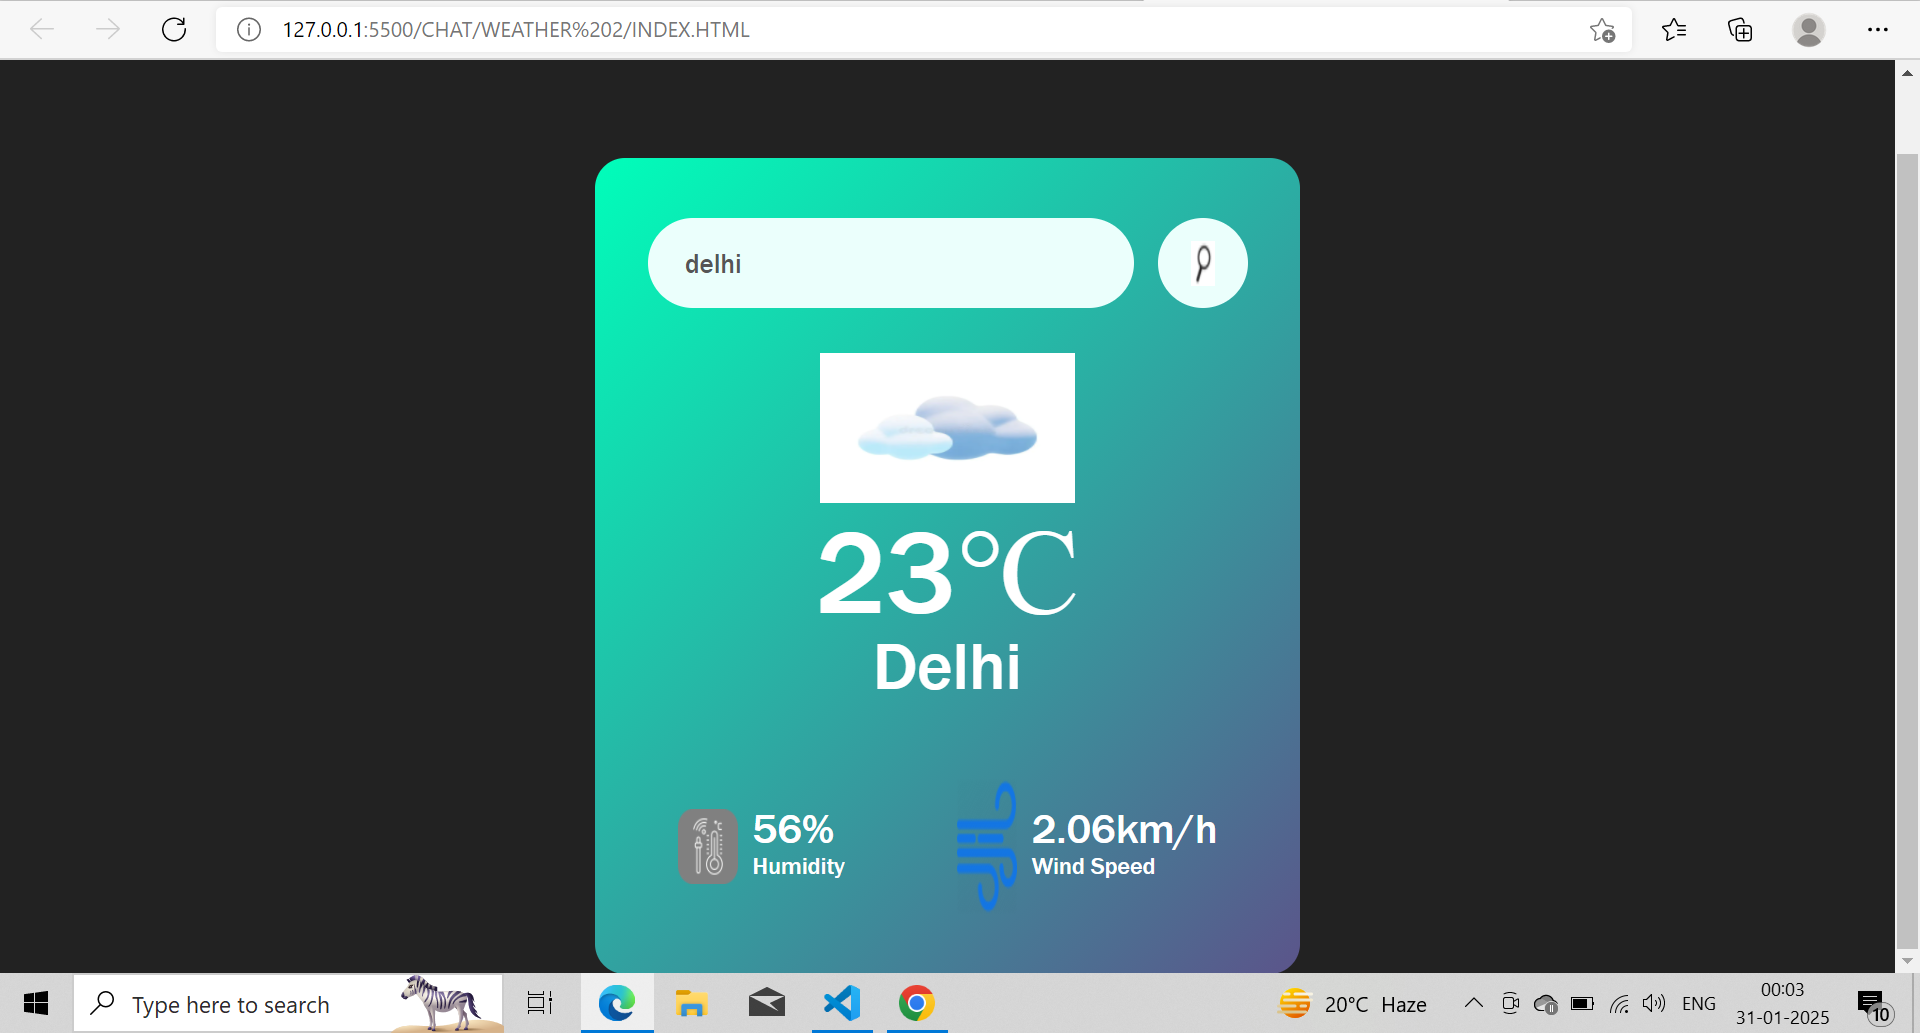 127.0.0.1:5500/CHAT/WEATHER%202/INDEX.HTML
delhi
23°C
Delhi
56%
Humidity
2.06km/h
Wind Speed
Type here to search
20°C Haze
ENG
00:03
31-01-2025
10